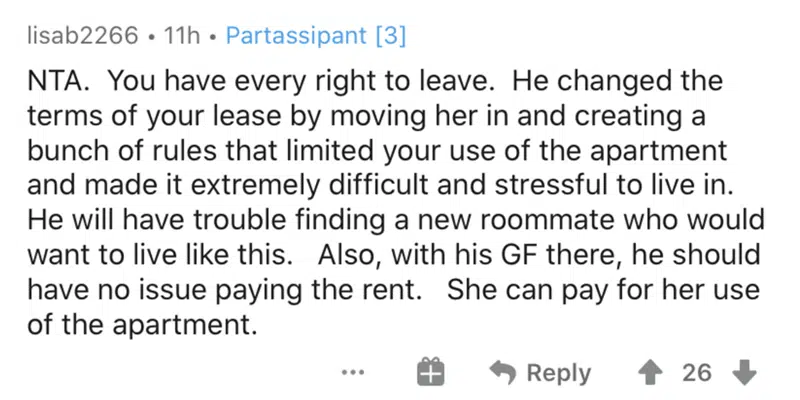 lisab2266 • 11h • Partassipant [3]
NTA.  You have every right to leave.  He changed the
terms of your lease by moving her in and creating a
bunch of rules that limited your use of the apartment
and made it extremely difficult and stressful to live in.
He will have trouble finding a new roommate who would
want to live like this.   Also, with his GF there, he should
have no issue paying the rent.   She can pay for her use
of the apartment.
... Reply 26